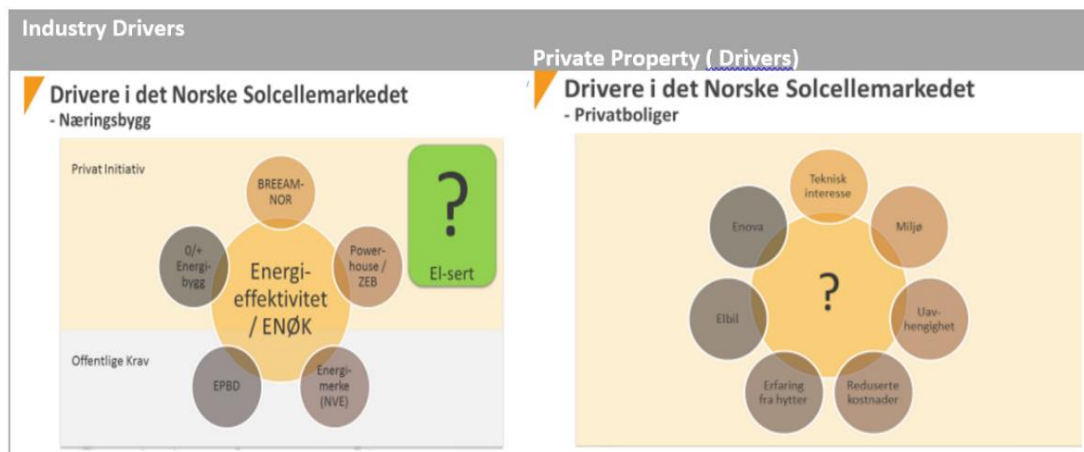 Industry Drivers
Private Property ( Drivers)
Drivere i det Norske Solcellemarkedet
- Næringsbygg
Privat Initiativ
BREEAM-
NOR
0/+
Energi-
bygg
Power-
house /
ZEB
Energi-
effektivitet
/ ENØK
?
El-sert
Offentlige Krav
EPBD
Energi-
merke
(NVE)
Drivere i det Norske Solcellemarkedet
- Privatboliger
Teknisk
interesse
Enova
Miljø
?
Elbil
Uav-
hengighet
Erfaring
fra hytter
Reduserte
kostnader